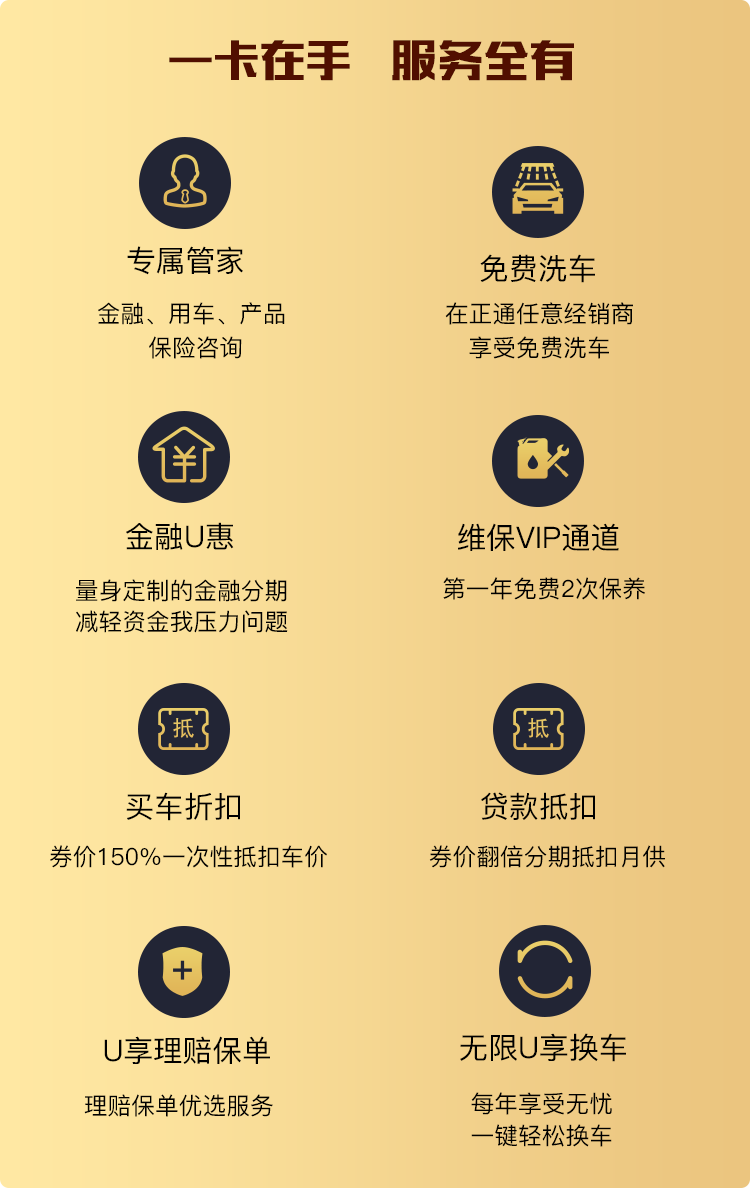 一卡在手 服务全有
专属管家
金融、用车、产品
保险咨询
免费洗车
在正通任意经销商
享受免费洗车
金融U惠
量身定制的金融分期
减轻资金我压力问题
维保VIP通道
第一年免费2次保养
抵
买车折扣
券价150%一次性抵扣车价
抵
贷款抵扣
券价翻倍分期抵扣月供
U享理赔保单
理赔保单优选服务
无限U享换车
每年享受无忧
一键轻松换车